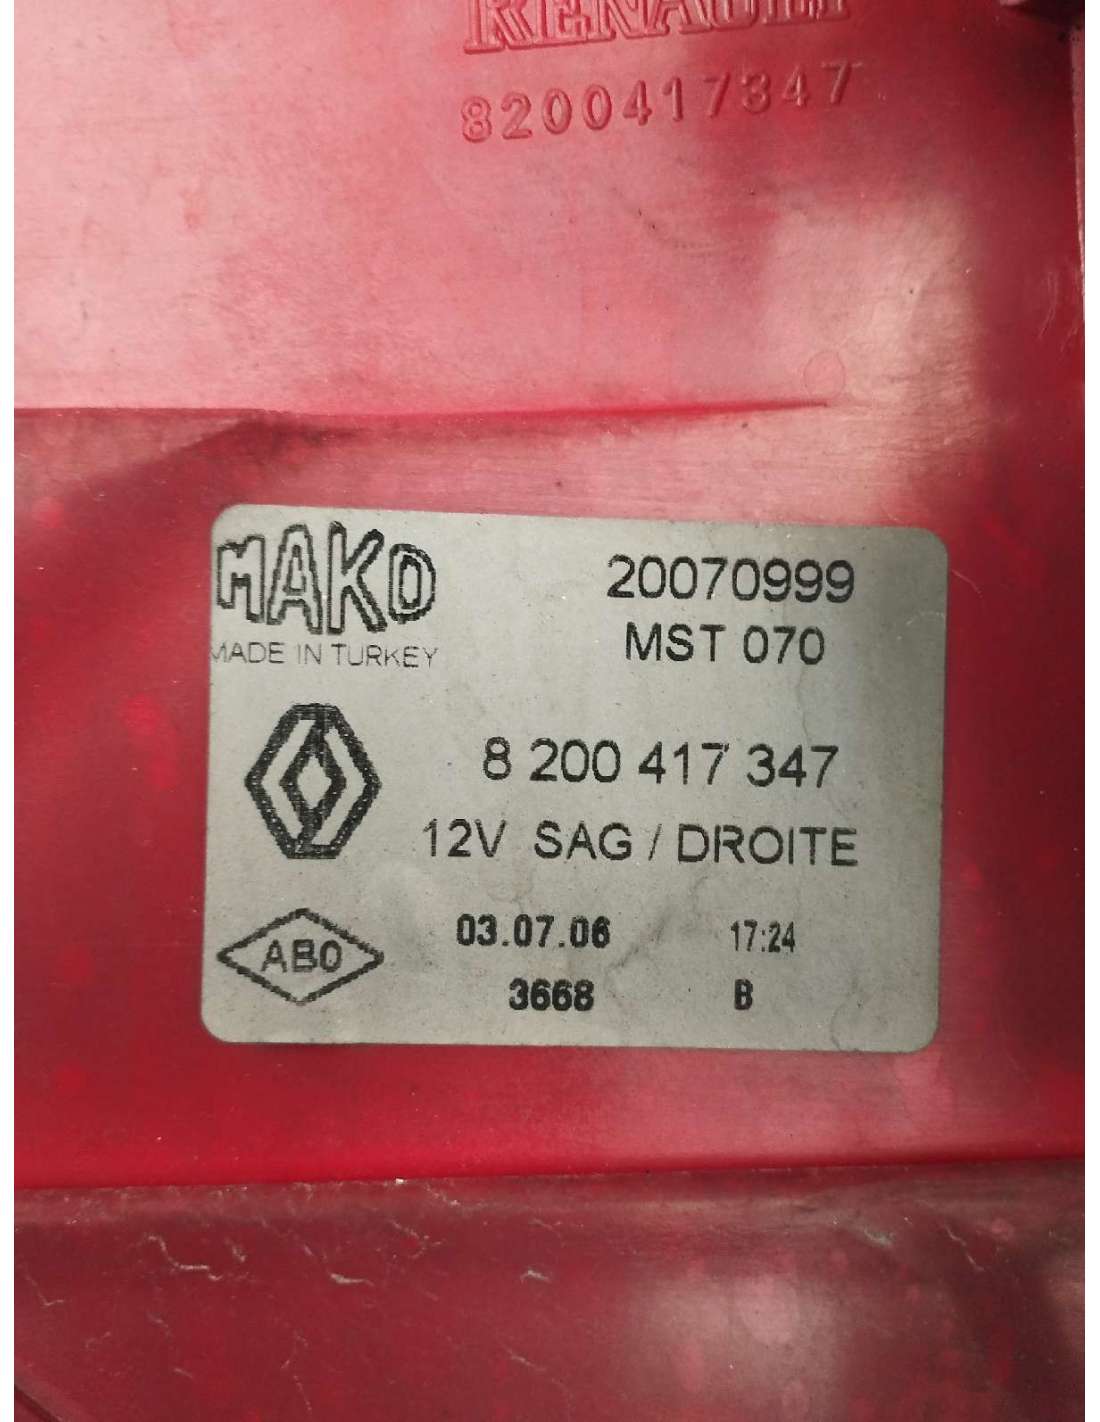 RENAULT
8200417347
MAKO
MADE IN TURKEY
20070999
MST 070
8 200 417 347
12V SAG / DROITE
AB0
03.07.06 17:24
3668 B